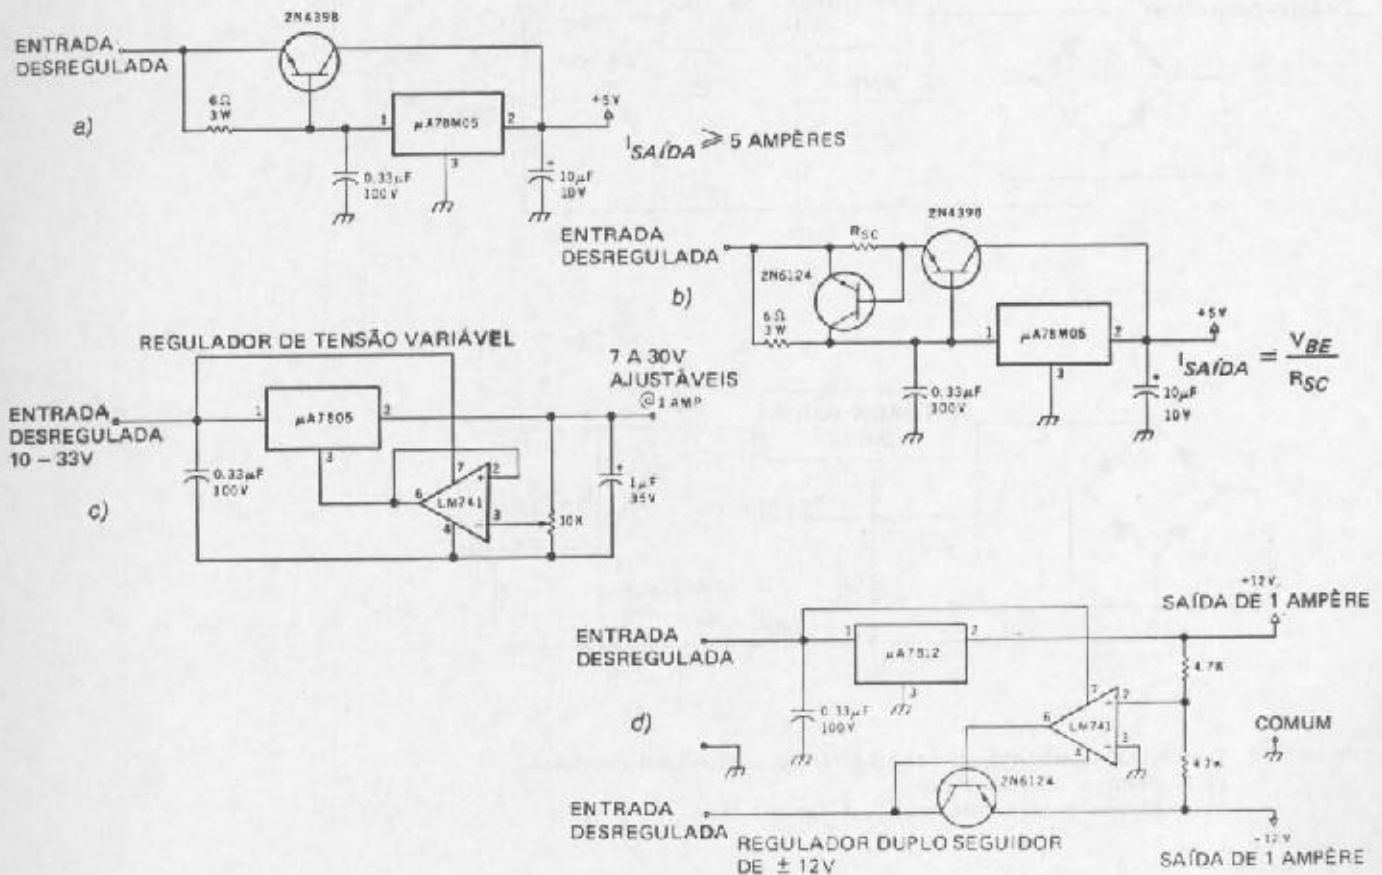 2N4398
ENTRADA
DESREGULADA
6Ω
3W
a)
1
µA78M05
2
3
+5V
0.33µF
100V
10µF
10V
I SAÍDA ⩾ 5 AMPÈRES
ENTRADA
DESREGULADA
RSC
2N4398
2N6124
b)
6Ω
3W
1
µA78M05
2
3
+5V
I SAÍDA = VBE
RSC
0.33µF
100V
10µF
10V
REGULADOR DE TENSÃO VARIÁVEL
7 A 30V
AJUSTÁVEIS
@ 1 AMP
ENTRADA
DESREGULADA
10 – 33V
1
µA7805
2
3
0.33µF
100V
c)
7
2
+
6
LM741
3
–
4
10K
1µF
35V
+12V,
SAÍDA DE 1 AMPÈRE
ENTRADA
DESREGULADA
1
µA7812
2
3
0.33µF
100V
d)
7
2
6
LM741
3
4
4.7K
COMUM
2N6124
ENTRADA
DESREGULADA
REGULADOR DUPLO SEGUIDOR
DE ± 12V
-12V
SAÍDA DE 1 AMPÈRE